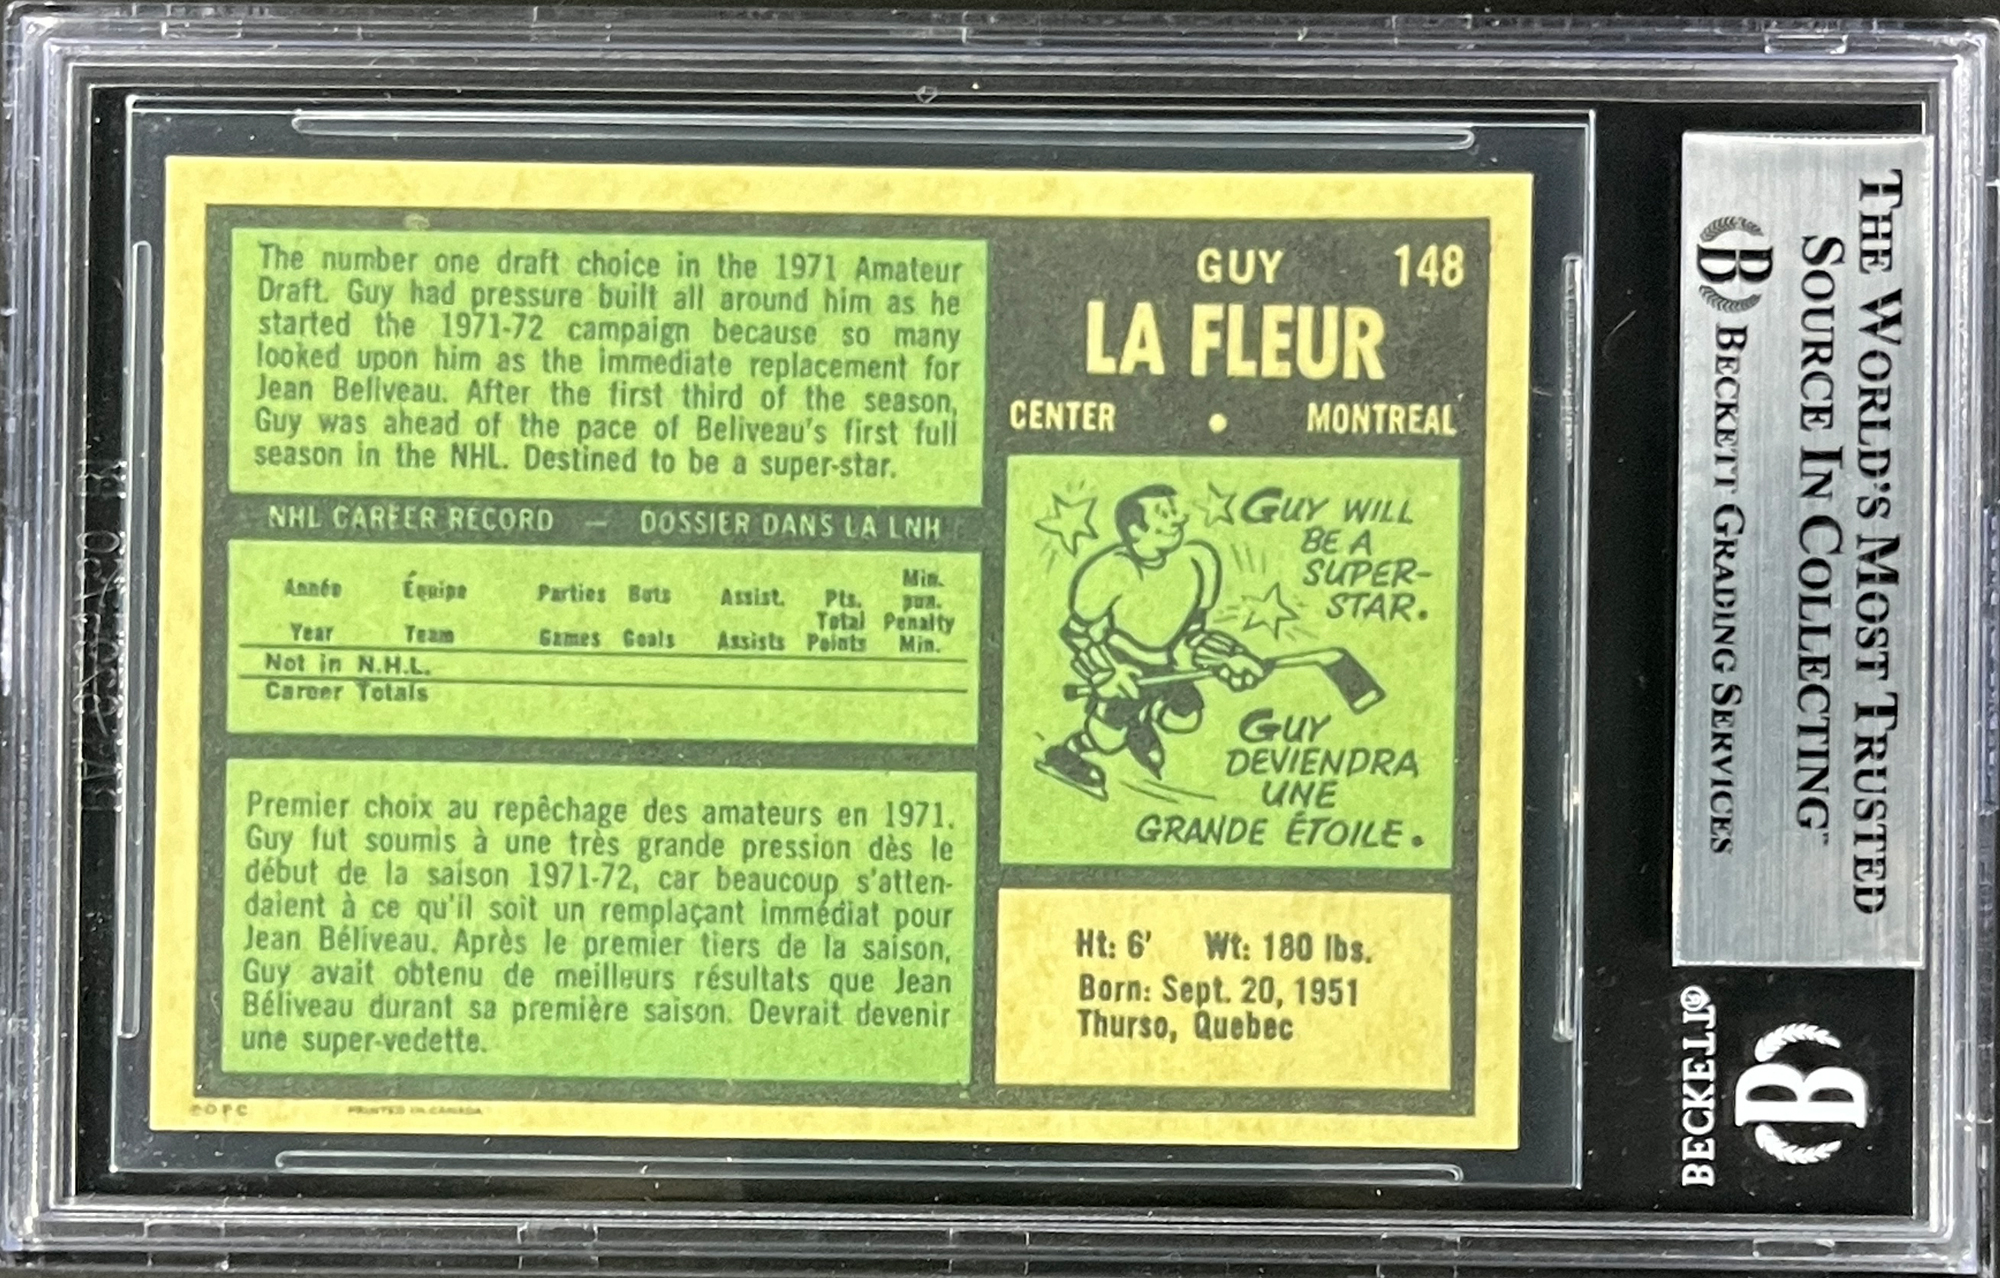 The number one draft choice in the 1971 Amateur
Draft. Guy had pressure built all around him as he
started the 1971-72 campaign because so many
looked upon him as the immediate replacement for
Jean Beliveau. After the first third of the season,
Guy was ahead of the pace of Beliveau's first full
season in the NHL. Destined to be a super-star.
NHL CAREER RECORD — DOSSIER DANS LA LNH
Année Équipe Parties Buts Assist. Pts. Min. pun.
Year Team Games Goals Assists Total Points Penalty Min.
Not in N.H.L.
Career Totals
Premier choix au repêchage des amateurs en 1971.
Guy fut soumis à une très grande pression dès le
début de la saison 1971-72, car beaucoup s'atten-
daient à ce qu'il soit un remplaçant immédiat pour
Jean Béliveau. Après le premier tiers de la saison,
Guy avait obtenu de meilleurs résultats que Jean
Béliveau durant sa première saison. Devrait devenir
une super-vedette.
© O P C PRINTED IN CANADA
GUY 148
LA FLEUR
CENTER • MONTREAL
GUY WILL
BE A
SUPER-
STAR.
GUY
DEVIENDRA
UNE
GRANDE ÉTOILE.
Ht: 6' Wt: 180 lbs.
Born: Sept. 20, 1951
Thurso, Quebec
THE WORLD'S MOST TRUSTED
SOURCE IN COLLECTING™
B BECKETT GRADING SERVICES
BECKETT®
B